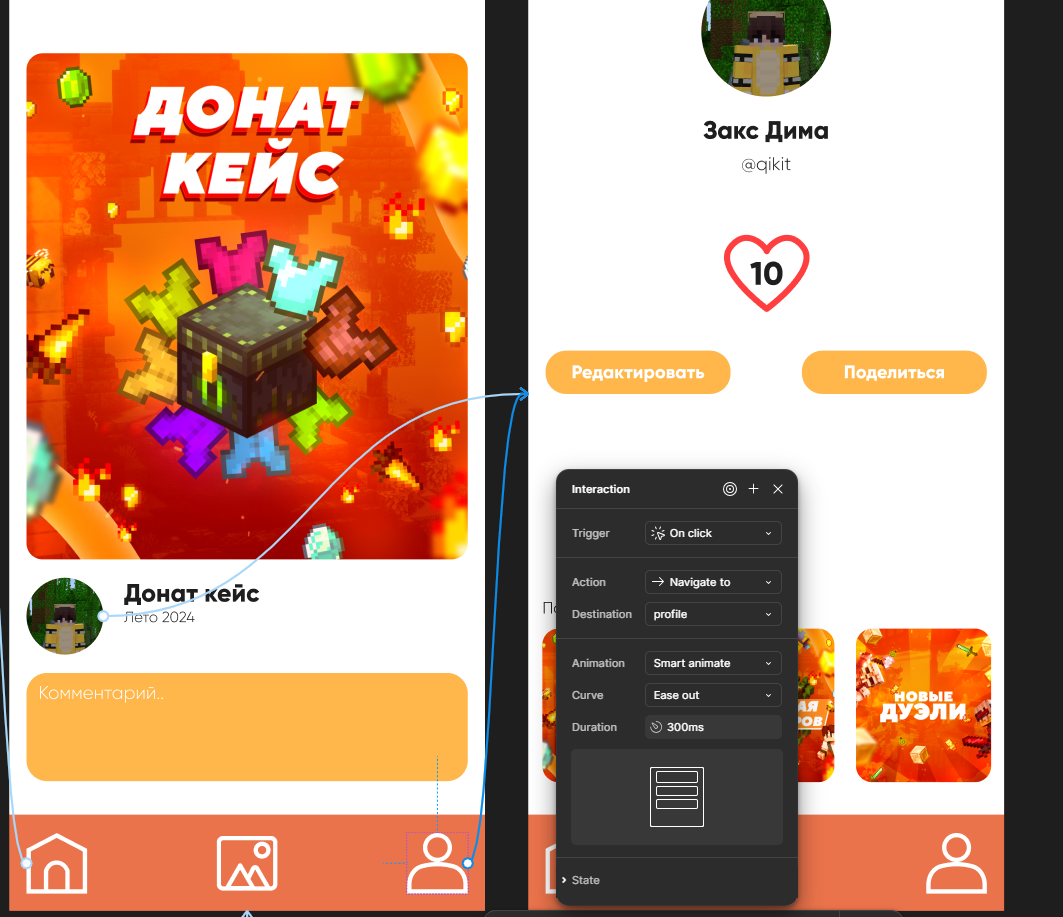 ДОНАТ
КЕЙС
Донат кейс
Лето 2024
Комментарий..
Закс Дима
@qikit
10
Редактировать
Поделиться
Interaction
Trigger
On click
Action
Navigate to
Destination
profile
Animation
Smart animate
Curve
Ease out
Duration
300ms
State
НОВЫЕ
ДУЭЛИ